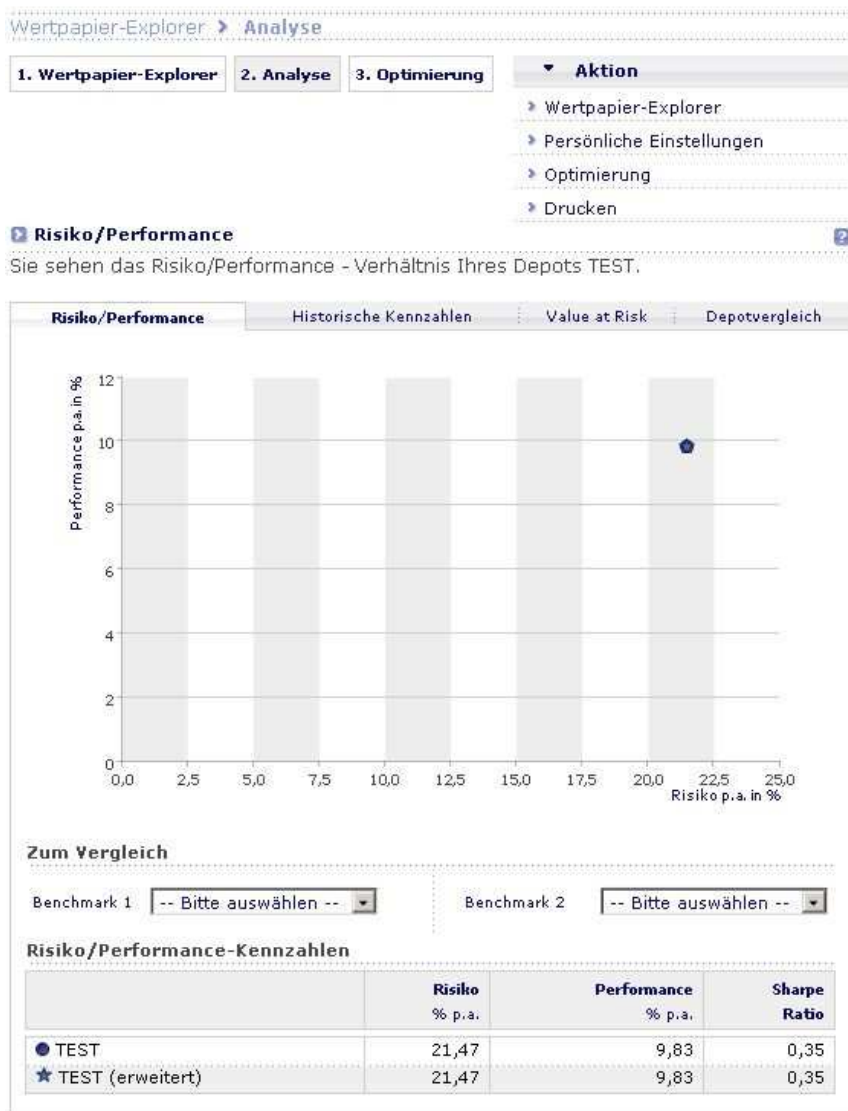 Wertpapier-Explorer > Analyse
1. Wertpapier-Explorer 2. Analyse 3. Optimierung
Aktion
Wertpapier-Explorer
Persönliche Einstellungen
Optimierung
Drucken
Risiko/Performance ?
Sie sehen das Risiko/Performance - Verhältnis Ihres Depots TEST.
Risiko/Performance Historische Kennzahlen Value at Risk Depotvergleich
Performance p.a. in %
12
10
8
6
4
2
0
0,0 2,5 5,0 7,5 10,0 12,5 15,0 17,5 20,0 22,5 25,0
Risiko p.a. in %
Zum Vergleich
Benchmark 1 -- Bitte auswählen -- Benchmark 2 -- Bitte auswählen --
Risiko/Performance-Kennzahlen
Risiko Performance Sharpe
% p.a. % p.a. Ratio
TEST 21,47 9,83 0,35
TEST (erweitert) 21,47 9,83 0,35